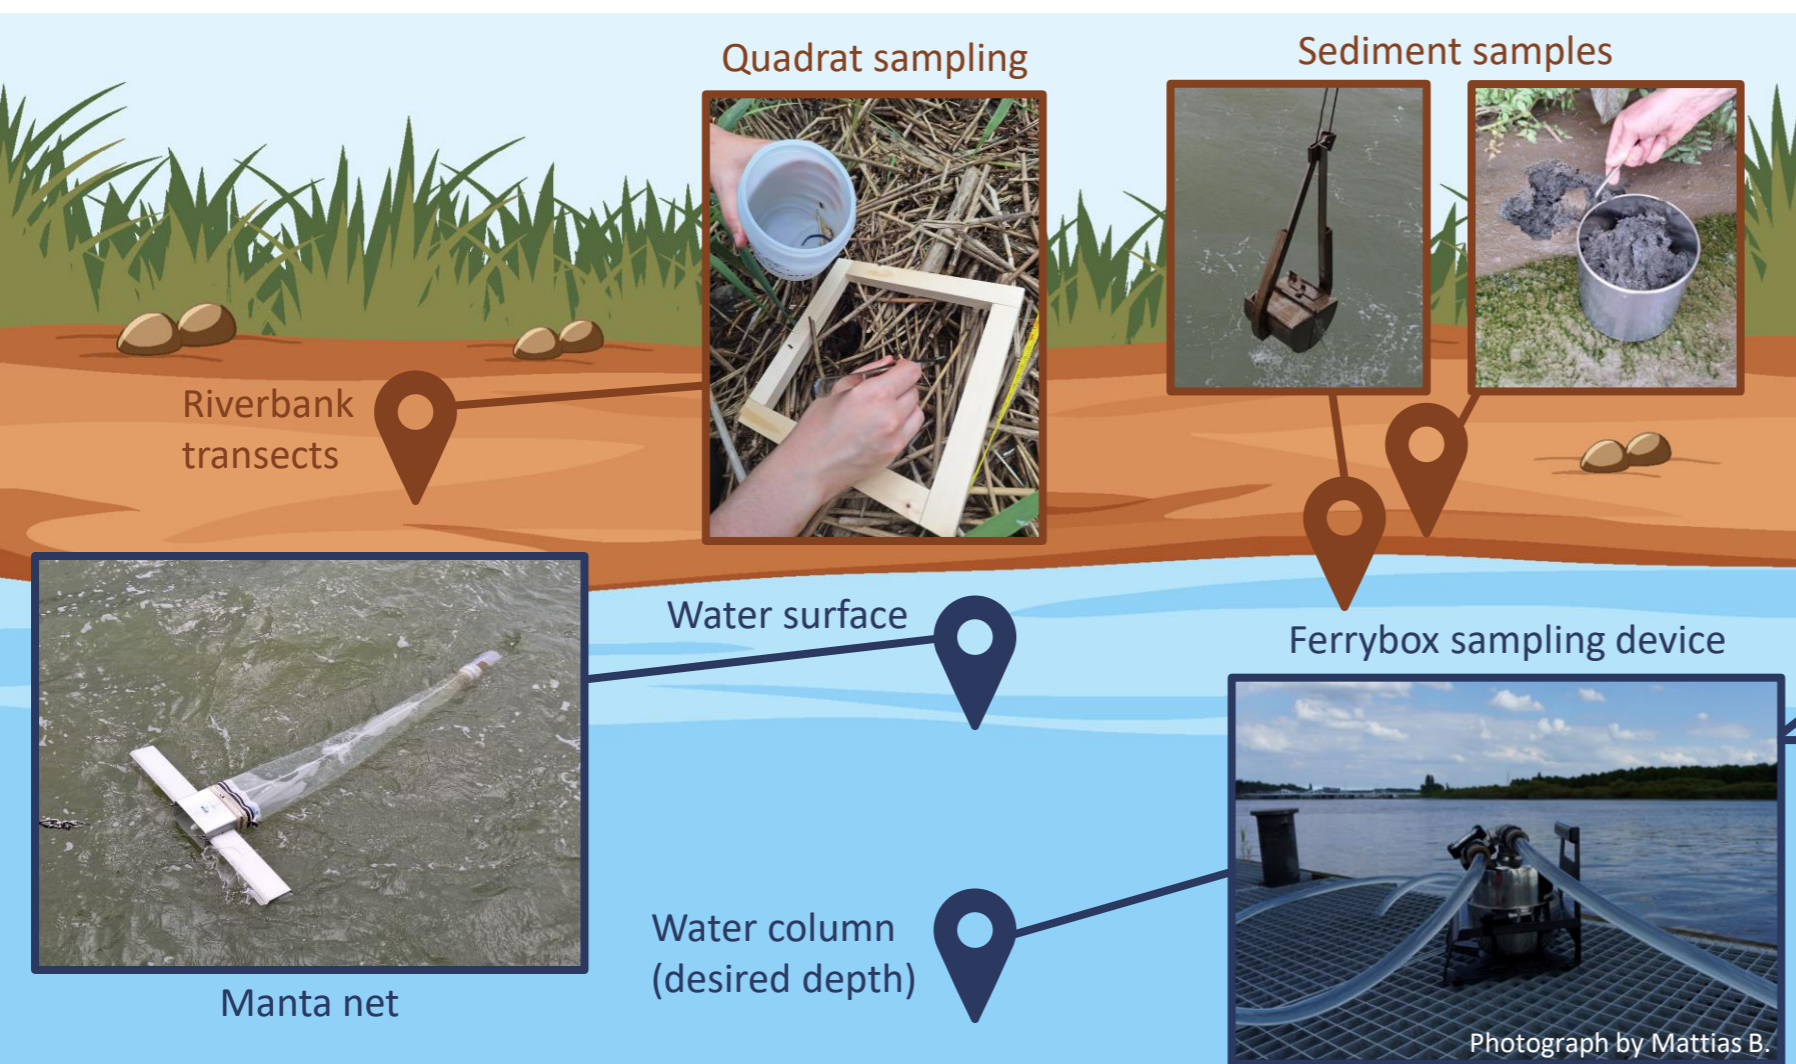 Quadrat sampling
Sediment samples
Riverbank
transects
Water surface
Ferrybox sampling device
Water column
(desired depth)
Manta net
Photograph by Mattias B.